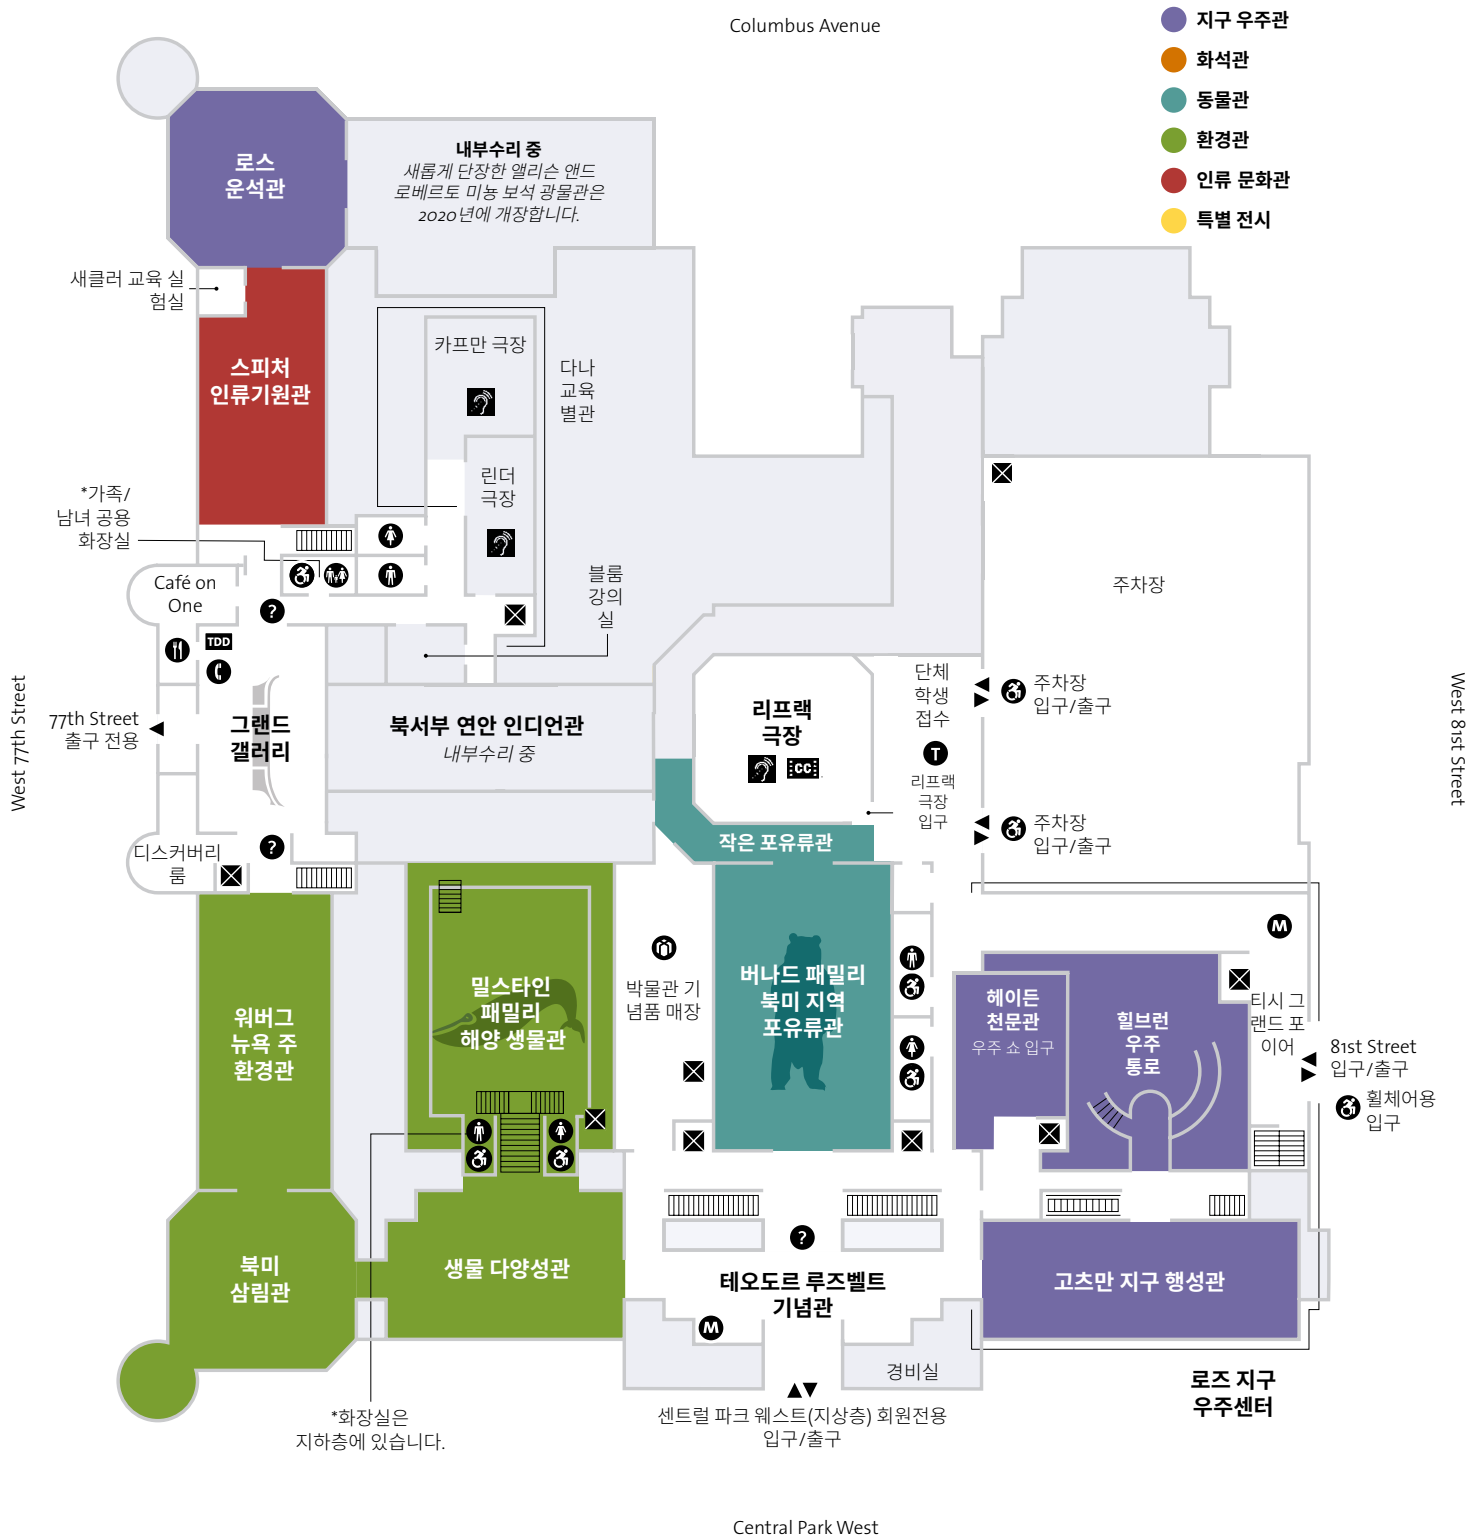 Columbus Avenue
지구 우주관
화석관
동물관
환경관
인류 문화관
특별 전시
로스
운석관
내부수리 중
새롭게 단장한 앨리슨 앤드
로베르토 미뇽 보석 광물관은
2020년에 개장합니다.
새클러 교육 실
험실
스피처
인류기원관
카프만 극장
다나
교육
별관
린더
극장
*가족/
남녀 공용
화장실
Café on
One
?
TDD
블룸
강의
실
주차장
West 77th Street
77th Street
출구 전용
그랜드
갤러리
북서부 연안 인디언관
내부수리 중
리프랙
극장
CC
단체
학생
접수
T
리프랙
극장
입구
주차장
입구/출구
주차장
입구/출구
West 81st Street
?
디스커버리
룸
작은 포유류관
워버그
뉴욕 주
환경관
밀스타인
패밀리
해양 생물관
박물관 기
념품 매장
버나드 패밀리
북미 지역
포유류관
헤이든
천문관
우주 쇼 입구
힐브런
우주
통로
M
티시 그
랜드 포
이어
81st Street
입구/출구
휠체어용
입구
북미
삼림관
생물 다양성관
?
테오도르 루즈벨트
기념관
M
고츠만 지구 행성관
경비실
로즈 지구
우주센터
*화장실은
지하층에 있습니다.
센트럴 파크 웨스트(지상층) 회원전용
입구/출구
Central Park West